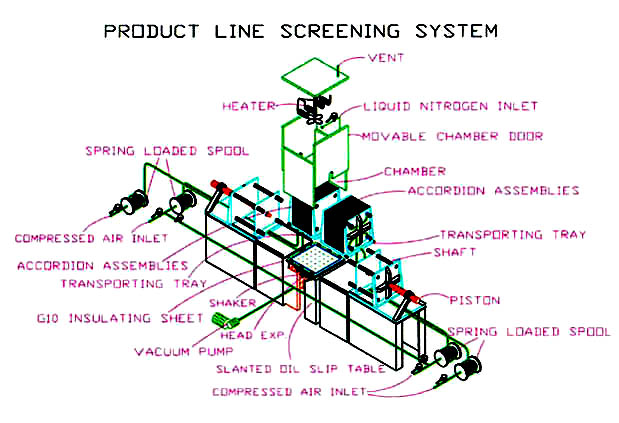 PRODUCT LINE SCREENING SYSTEM
VENT
HEATER
LIQUID NITROGEN INLET
MOVABLE CHAMBER DOOR
SPRING LOADED SPOOL
CHAMBER
ACCORDION ASSEMBLIES
COMPRESSED AIR INLET
TRANSPORTING TRAY
ACCORDION ASSEMBLIES
SHAFT
TRANSPORTING TRAY
SHAKER
PISTON
G10 INSULATING SHEET
HEAD EXP.
SPRING LOADED SPOOL
VACUUM PUMP
SLANTED OIL SLIP TABLE
COMPRESSED AIR INLET